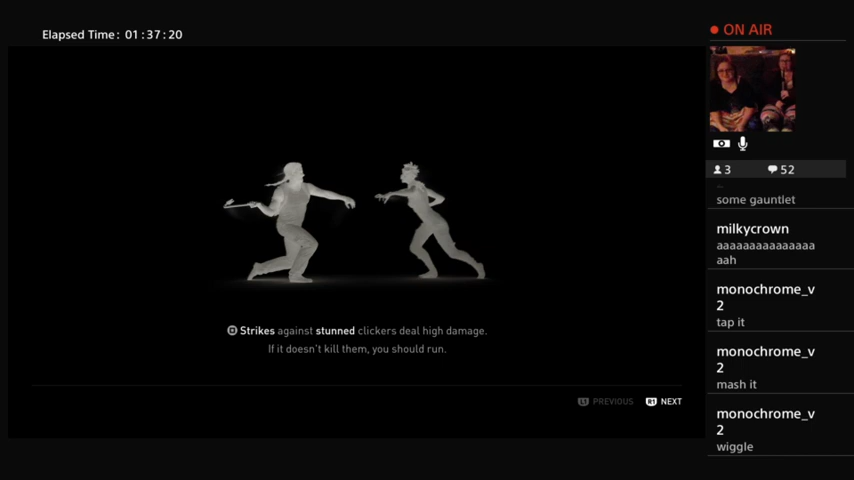 Elapsed Time: 01:37:20
ON AIR
3 52
some gauntlet
milkycrown
aaaaaaaaaaaaaaa
aah
monochrome_v
2
tap it
monochrome_v
2
mash it
monochrome_v
2
wiggle
Strikes against stunned clickers deal high damage.
If it doesn't kill them, you should run.
L1 PREVIOUS R1 NEXT